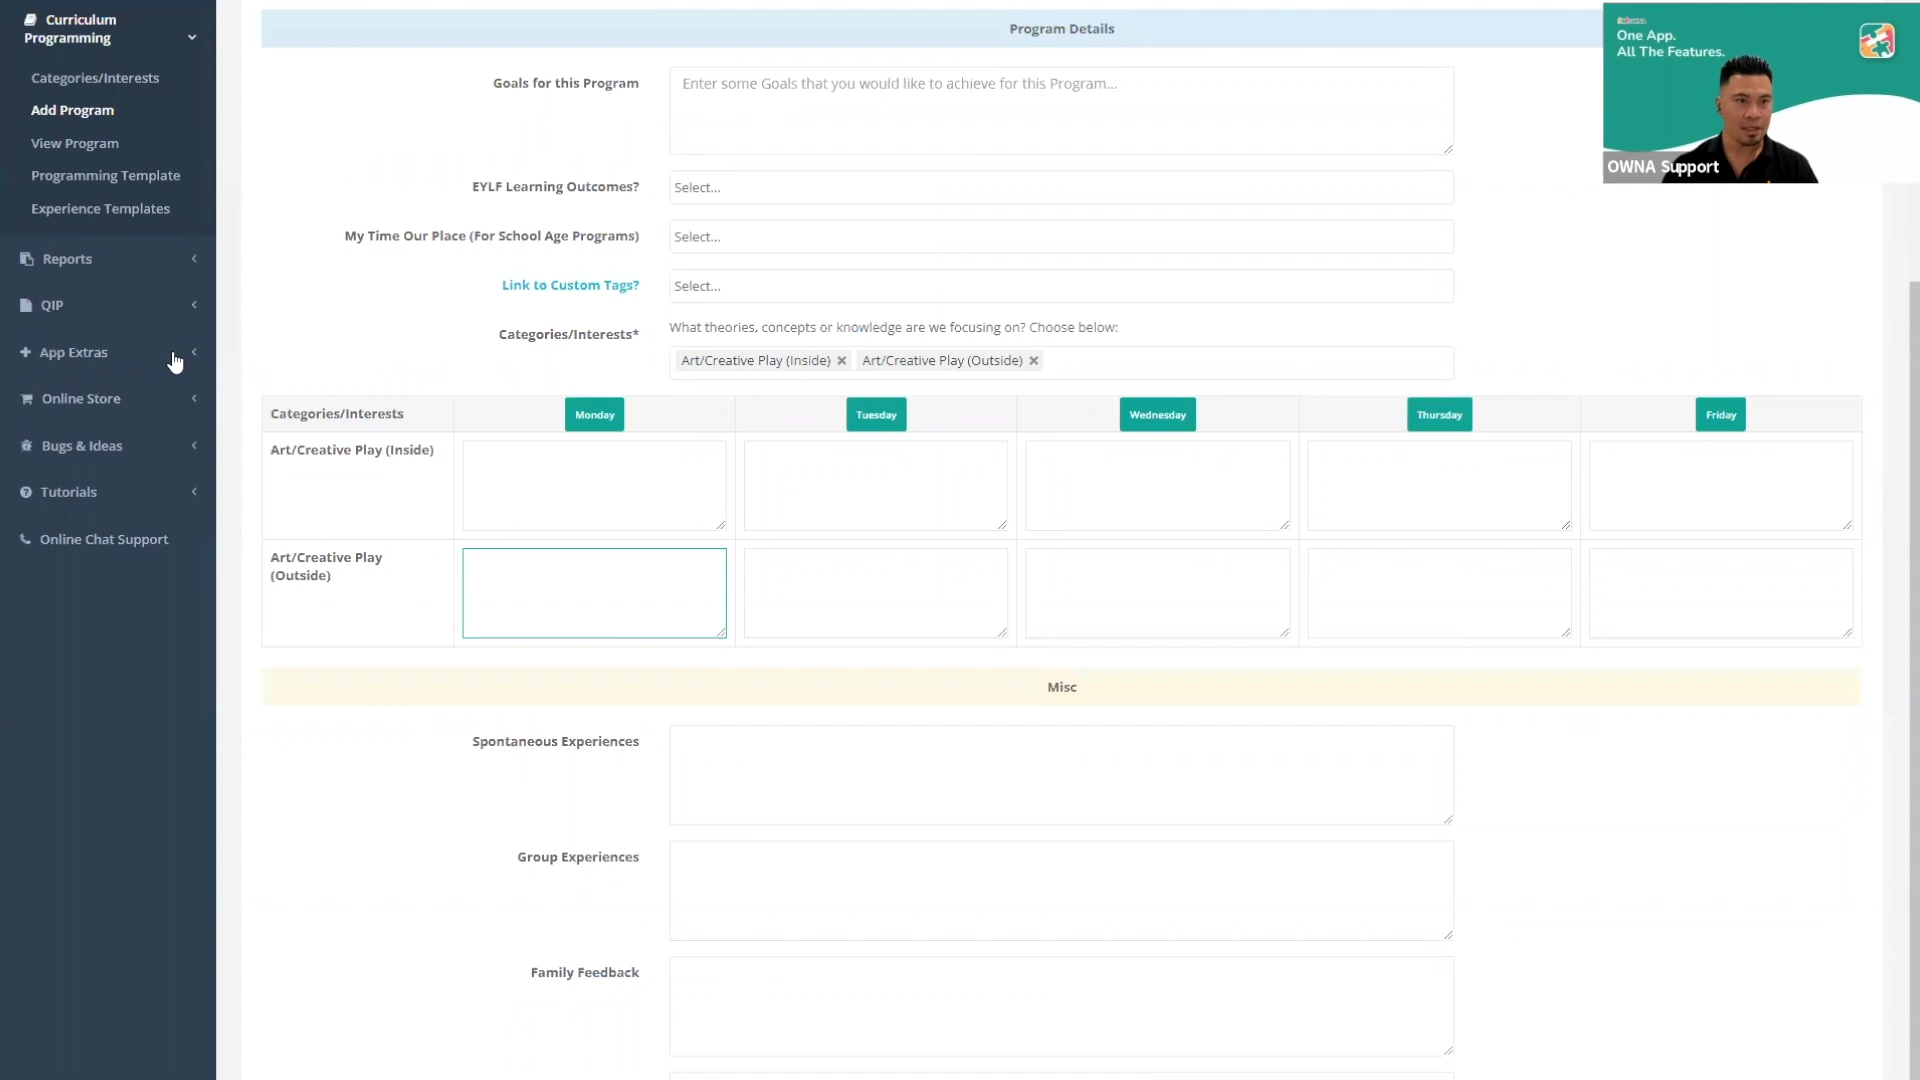 Curriculum
Programming
Categories/Interests
Add Program
View Program
Programming Template
Experience Templates
Reports
QIP
App Extras
Online Store
Bugs & Ideas
Tutorials
Online Chat Support
Program Details
Goals for this Program
Enter some Goals that you would like to achieve for this Program...
EYLF Learning Outcomes?
Select...
My Time Our Place (For School Age Programs)
Select...
Link to Custom Tags?
Select...
Categories/Interests*
What theories, concepts or knowledge are we focusing on? Choose below:
Art/Creative Play (Inside) × Art/Creative Play (Outside) ×
Categories/Interests Monday Tuesday Wednesday Thursday Friday
Art/Creative Play (Inside)
Art/Creative Play
(Outside)
Misc
Spontaneous Experiences
Group Experiences
Family Feedback
One App.
All The Features.
OWNA Support